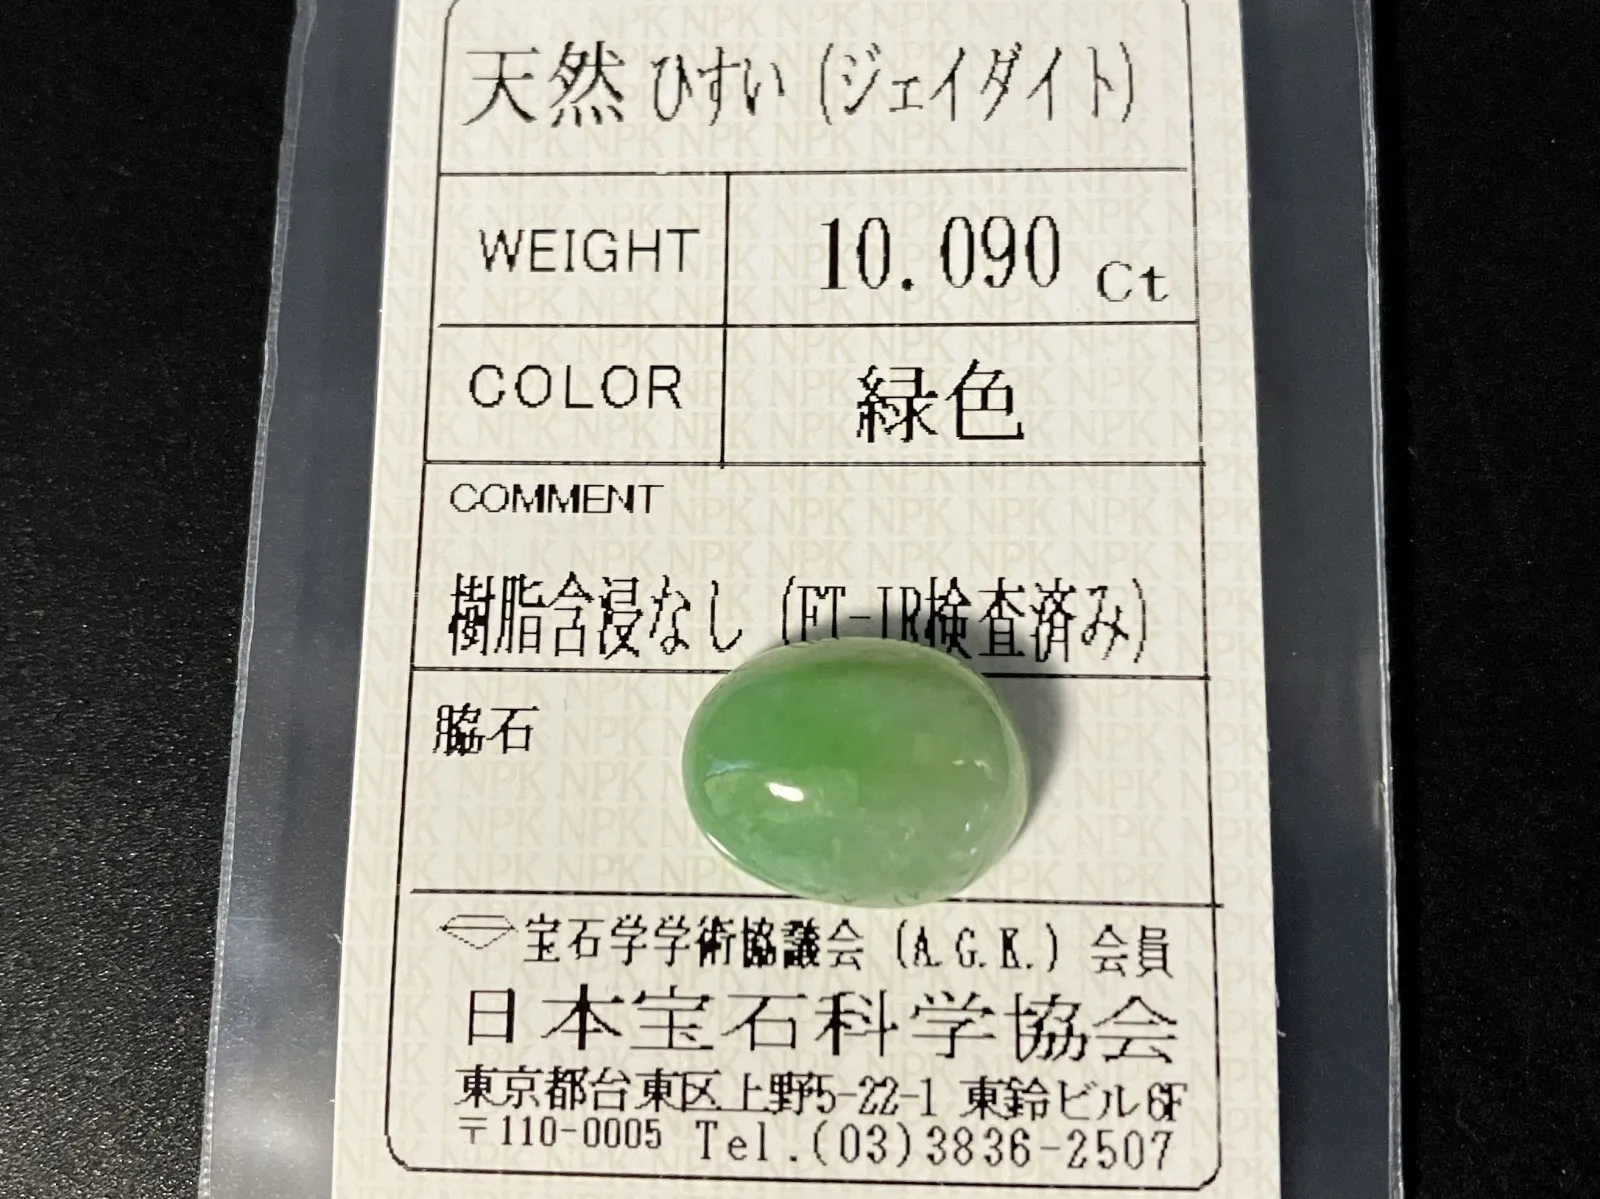 天然 ひすい (ジェイダイト)
WEIGHT 10.090 Ct
COLOR 緑色
COMMENT
樹脂含浸なし (FT-IR検査済み)
脇石
宝石学学術協議会 (A.G.K.) 会員
日本宝石科学協会
東京都台東区上野5-22-1 東鈴ビル6F
〒110-0005 Tel.(03)3836-2507